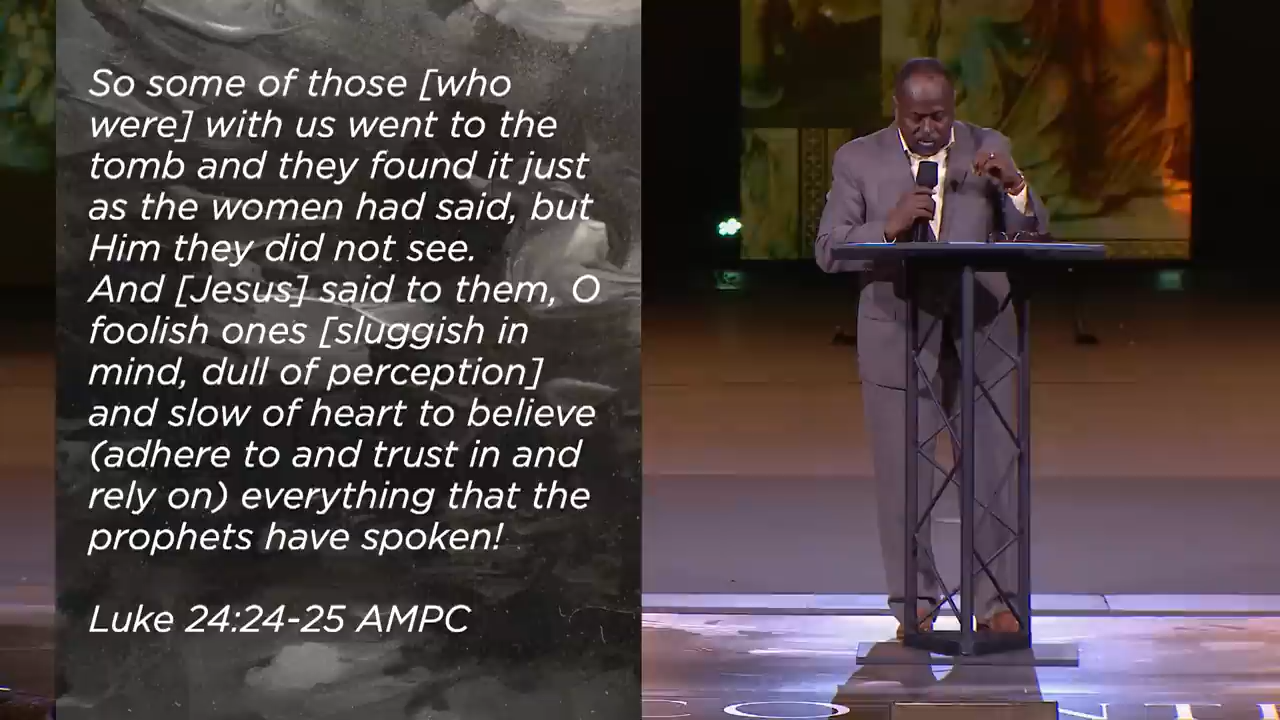 So some of those [who
were] with us went to the
tomb and they found it just
as the women had said, but
Him they did not see.
And [Jesus] said to them, O
foolish ones [sluggish in
mind, dull of perception]
and slow of heart to believe
(adhere to and trust in and
rely on) everything that the
prophets have spoken!
Luke 24:24-25 AMPC